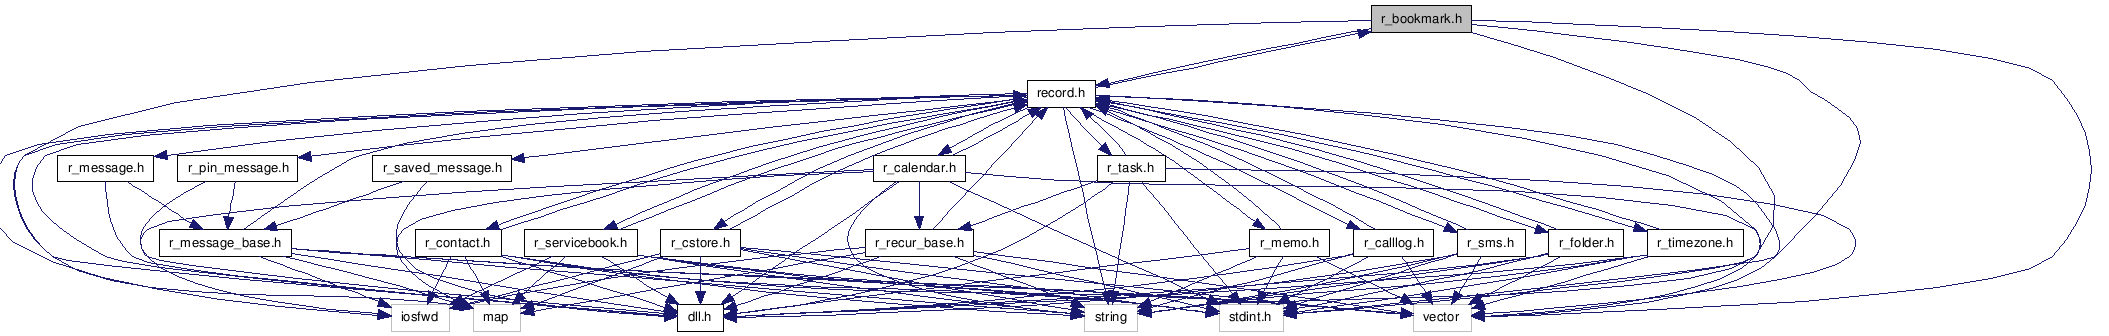 r_bookmark.h
record.h
r_message.h
r_pin_message.h
r_saved_message.h
r_calendar.h
r_task.h
r_message_base.h
r_contact.h
r_servicebook.h
r_cstore.h
r_recur_base.h
r_memo.h
r_calllog.h
r_sms.h
r_folder.h
r_timezone.h
iosfwd
map
dll.h
string
stdint.h
vector